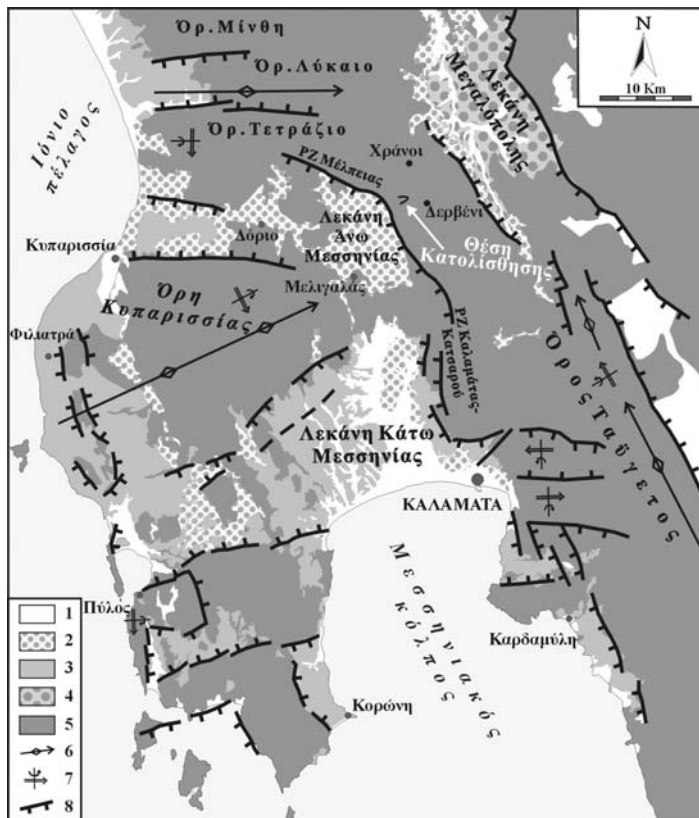 Όρ.Μίνθη
Όρ.Λύκαιο
Όρ.Τετράζιο
Ιόνιο
πέλαγος
Λεκάνη
Μεγαλόπολης
N
10 Km
Χράνοι
ΡΖ Μέλπειας
Δερβένι
Λεκάνη
Άνω
Μεσσηνίας
Θέση
Κατολίσθησης
Δόριο
Κυπαρισσία
Μελιγαλάς
Όρη
Κυπαρισσίας
Φιλιατρά
ΡΖ Καλαμάτας-
Κατσαρού
Όρος Ταΰγετος
Λεκάνη Κάτω
Μεσσηνίας
ΚΑΛΑΜΑΤΑ
Μεσσηνιακός
κόλπος
Πύλος
Καρδαμύλη
Κορώνη
1
2
3
4
5
6
7
8